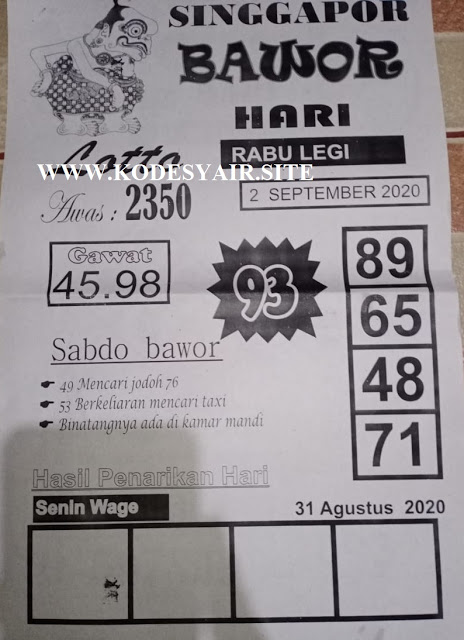 SINGGAPOR
BAWOR
HARI
Lotto
RABU LEGI
WWW.KODESYAIR.SITE
Awas : 2350
2 SEPTEMBER 2020
Gawat
45.98
93
89
65
48
71
Sabdo bawor
49 Mencari jodoh 76
53 Berkeliaran mencari taxi
Binatangnya ada di kamar mandi
Hasil Penarikan Hari
Senin Wage
31 Agustus 2020